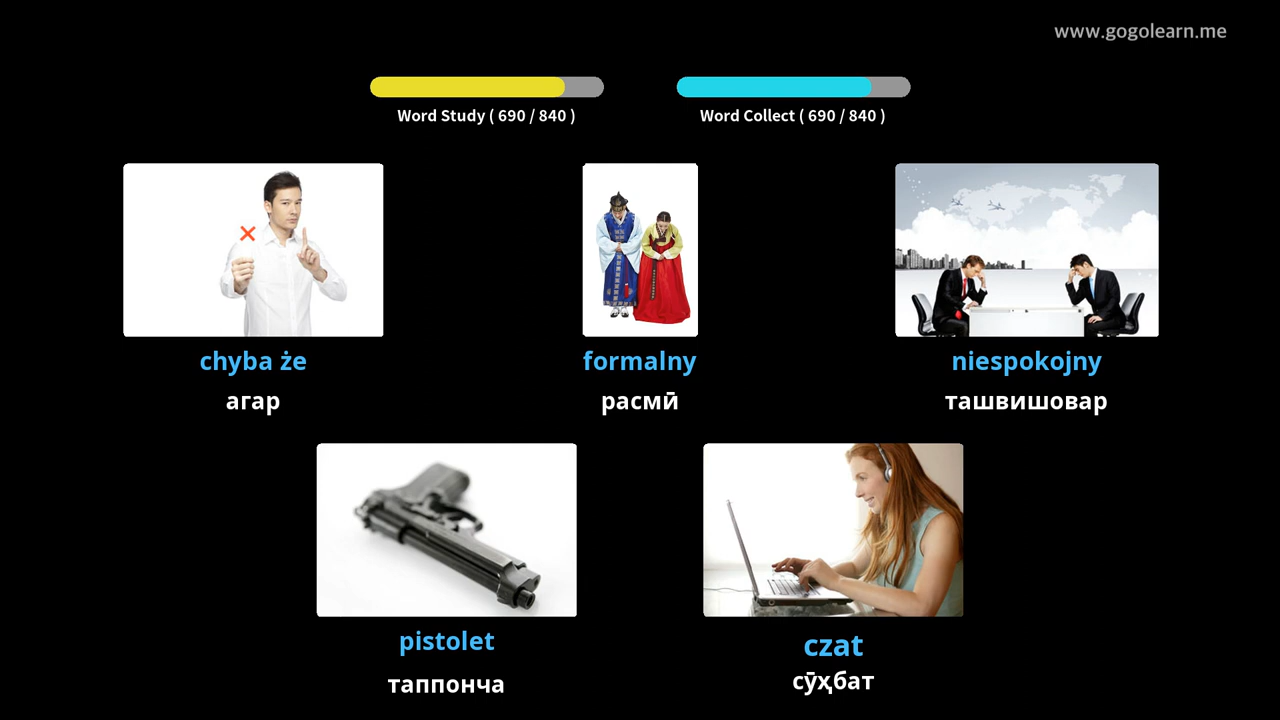 www.gogolearn.me
Word Study ( 690 / 840 )
Word Collect ( 690 / 840 )
chyba że
агар
formalny
расмӣ
niespokojny
ташвишовар
pistolet
таппонча
czat
сӯҳбат